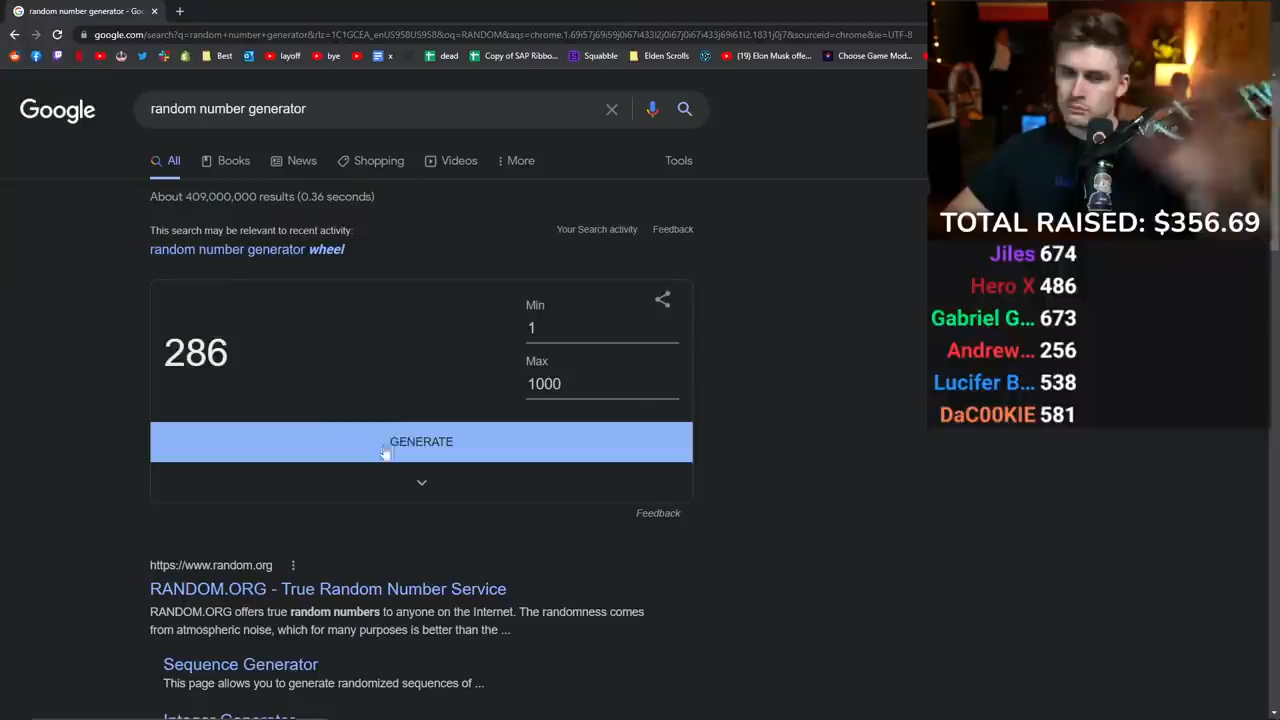 random number generator - Goo
google.com/search?q=random+number+generator&rlz=1C1GCEA_enUS958US958&oq=RANDOM&aqs=chrome.1.69i57j69i59j0i67i433j0i67i433j69i61l2.1831j0j7&sourceid=chrome&ie=UTF-8
Best layoff bye x dead Copy of SAP Ribbo... Squabble Elden Scrolls (19) Elon Musk offe... Choose Game Mod...
Google
random number generator
All Books News Shopping Videos More Tools
About 409,000,000 results (0.36 seconds)
This search may be relevant to recent activity:
Your Search activity Feedback
random number generator wheel
286
Min
1
Max
1000
GENERATE
Feedback
https://www.random.org
RANDOM.ORG - True Random Number Service
RANDOM.ORG offers true random numbers to anyone on the Internet. The randomness comes
from atmospheric noise, which for many purposes is better than the ...
Sequence Generator
This page allows you to generate randomized sequences of ...
Integer Generator
TOTAL RAISED: $356.69
Jiles 674
Hero X 486
Gabriel G... 673
Andrew... 256
Lucifer B... 538
DaC00KIE 581